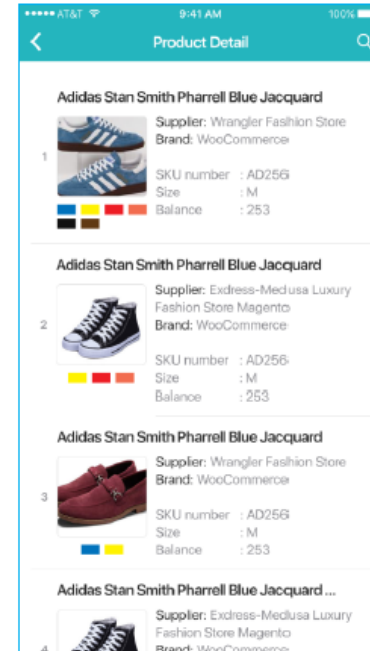 AT&T 9:41 AM 100%
Product Detail
Adidas Stan Smith Pharrell Blue Jacquard
1
Supplier: Wrangler Fashion Store
Brand: WooCommerce
SKU number : AD256
Size : M
Balance : 253
Adidas Stan Smith Pharrell Blue Jacquard
2
Supplier: Exdress-Medusa Luxury
Fashion Store Magento
Brand: WooCommerce
SKU number : AD256
Size : M
Balance : 253
Adidas Stan Smith Pharrell Blue Jacquard
3
Supplier: Wrangler Fashion Store
Brand: WooCommerce
SKU number : AD256
Size : M
Balance : 253
Adidas Stan Smith Pharrell Blue Jacquard ...
4
Supplier: Exdress-Medusa Luxury
Fashion Store Magento
Brand: WooCommerce